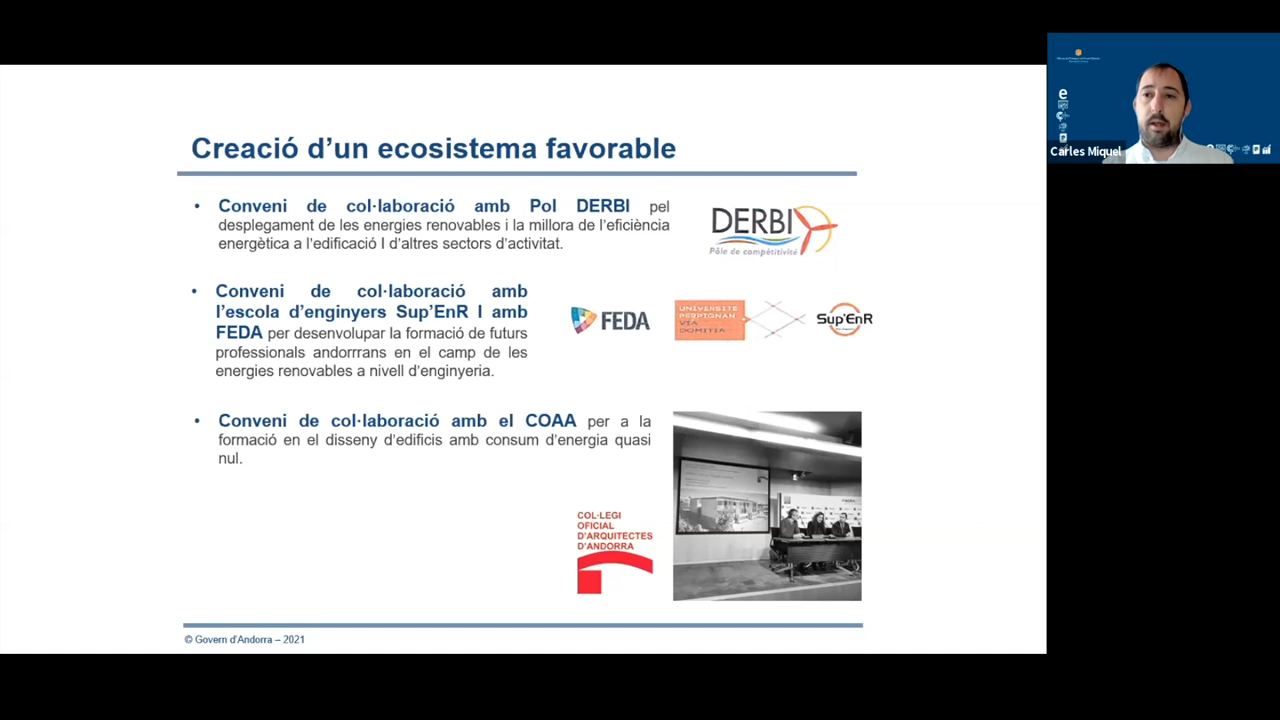 Creació d'un ecosistema favorable
• Conveni de col·laboració amb Pol DERBI pel
desplegament de les energies renovables i la millora de l'eficiència
energètica a l'edificació I d'altres sectors d'activitat.
DERBI
Pôle de compétitivité
• Conveni de col·laboració amb
l'escola d'enginyers Sup'EnR I amb
FEDA per desenvolupar la formació de futurs
professionals andorrrans en el camp de les
energies renovables a nivell d'enginyeria.
FEDA
UNIVERSITE
PERPIGNAN
VIA
DOMITIA
Sup'EnR
• Conveni de col·laboració amb el COAA per a la
formació en el disseny d'edificis amb consum d'energia quasi
nul.
COL·LEGI
OFICIAL
D'ARQUITECTES
D'ANDORRA
© Govern d'Andorra – 2021
e
Carles Miquel